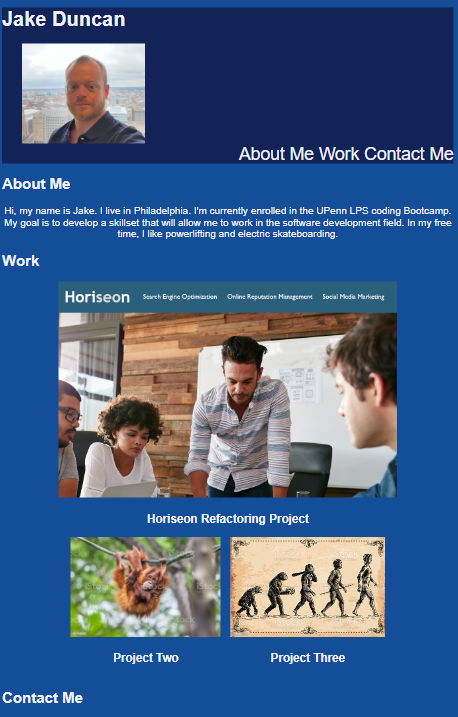 Jake Duncan
About Me Work Contact Me
About Me
Hi, my name is Jake. I live in Philadelphia. I'm currently enrolled in the UPenn LPS coding Bootcamp.
My goal is to develop a skillset that will allow me to work in the software development field. In my free
time, I like powerlifting and electric skateboarding.
Work
Horiseon Search Engine Optimization Online Reputation Management Social Media Marketing
Horiseon Refactoring Project
iStock
Project Two Project Three
Contact Me